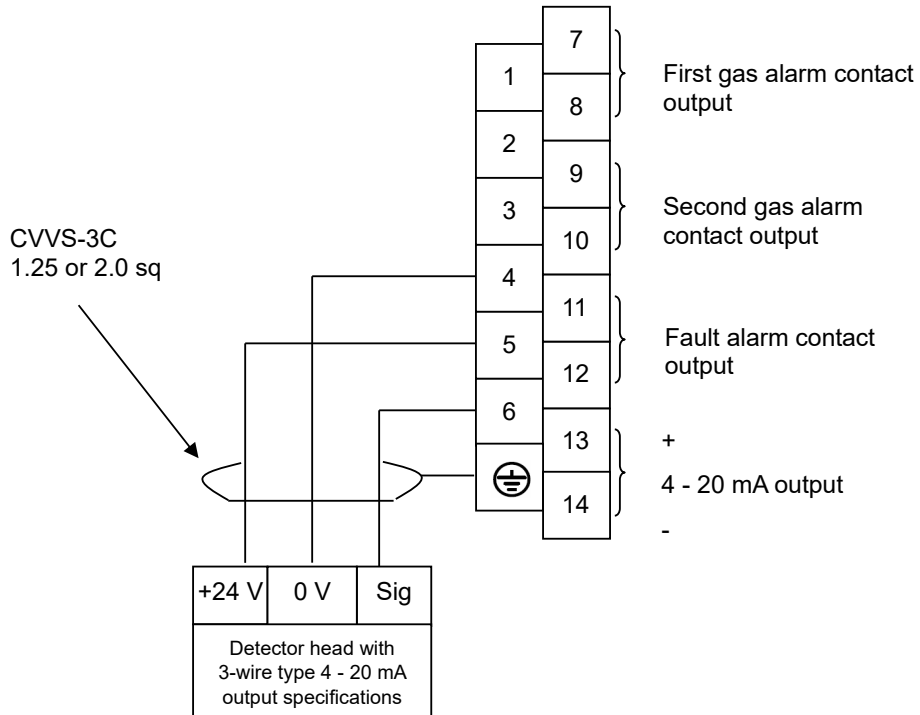 7
1
First gas alarm contact
output
8
2
9
3
Second gas alarm
contact output
10
CVVS-3C
1.25 or 2.0 sq
4
11
5
Fault alarm contact
output
12
6
13
+
4 - 20 mA output
14
-
+24 V
0 V
Sig
Detector head with
3-wire type 4 - 20 mA
output specifications